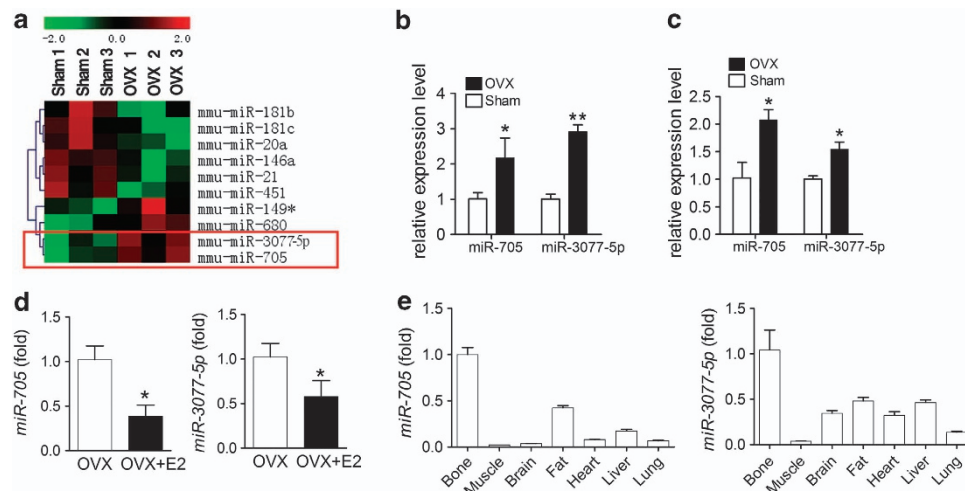 a
-2.0 0.0 2.0
Sham 1
Sham 2
Sham 3
OVX 1
OVX 2
OVX 3
mmu-miR-181b
mmu-miR-181c
mmu-miR-20a
mmu-miR-146a
mmu-miR-21
mmu-miR-451
mmu-miR-149*
mmu-miR-680
mmu-miR-3077-5p
mmu-miR-705
b
relative expression level
OVX
Sham
4
3
2
1
0
*
**
miR-705 miR-3077-5p
c
relative expression level
OVX
Sham
2.5
2.0
1.5
1.0
0.5
0.0
*
*
miR-705 miR-3077-5p
d
miR-705 (fold)
1.5
1.0
0.5
0.0
*
OVX OVX+E2
miR-3077-5p (fold)
1.5
1.0
0.5
0.0
*
OVX OVX+E2
e
miR-705 (fold)
1.5
1.0
0.5
0.0
Bone
Muscle
Brain
Fat
Heart
Liver
Lung
miR-3077-5p (fold)
1.5
1.0
0.5
0.0
Bone
Muscle
Brain
Fat
Heart
Liver
Lung